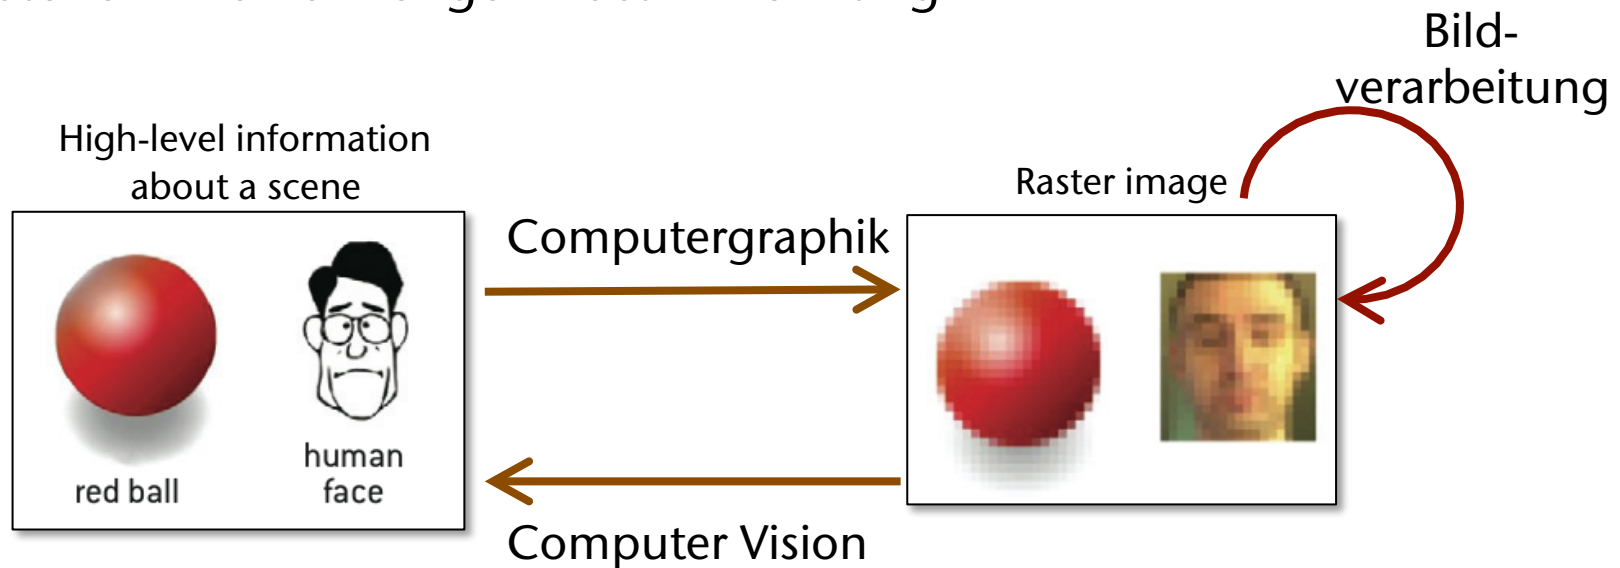 Bild-
verarbeitung
High-level information
about a scene
Raster image
Computergraphik
human
face
red ball
Computer Vision